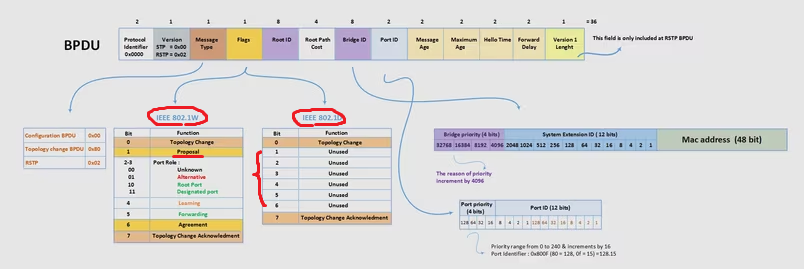 2 1 1 1 8 4 8 2 2 2 2 2 1 =36
BPDU
Protocol Identifier 0x0000
Version STP = 0x00 RSTP = 0x02
Message Type
Flags
Root ID
Root Path Cost
Bridge ID
Port ID
Message Age
Maximum Age
Hello Time
Forward Delay
Version 1 Lenght
This field is only included at RSTP BPDU
Configuration BPDU 0x00
Topology change BPDU 0x80
RSTP 0x02
IEEE 802.1W
Bit Function
0 Topology Change
1 Proposal
2-3 Port Role :
00 Unknown
01 Alternative
10 Root Port
11 Designated port
4 Learning
5 Forwarding
6 Agreement
7 Topology Change Acknowledment
IEEE 802.1
Bit Function
0 Topology Change
1 Unused
2 Unused
3 Unused
4 Unused
5 Unused
6 Unused
7 Topology Change Acknowledgment
Bridge priority (4 bits)
System Extension ID (12 bits)
Mac address (48 bit)
32768 16384 8192 4096 2048 1024 512 256 128 64 32 16 8 4 2 1
The reason of priority
increment by 4096
Port priority (4 bits)
Port ID (12 bits)
128 64 32 16 8 4 2 1 128 64 32 16 8 4 2 1
Priority range from 0 to 240 & increments by 16
Port Identifier : 0x800F (80 = 128, 0f = 15) =128.15